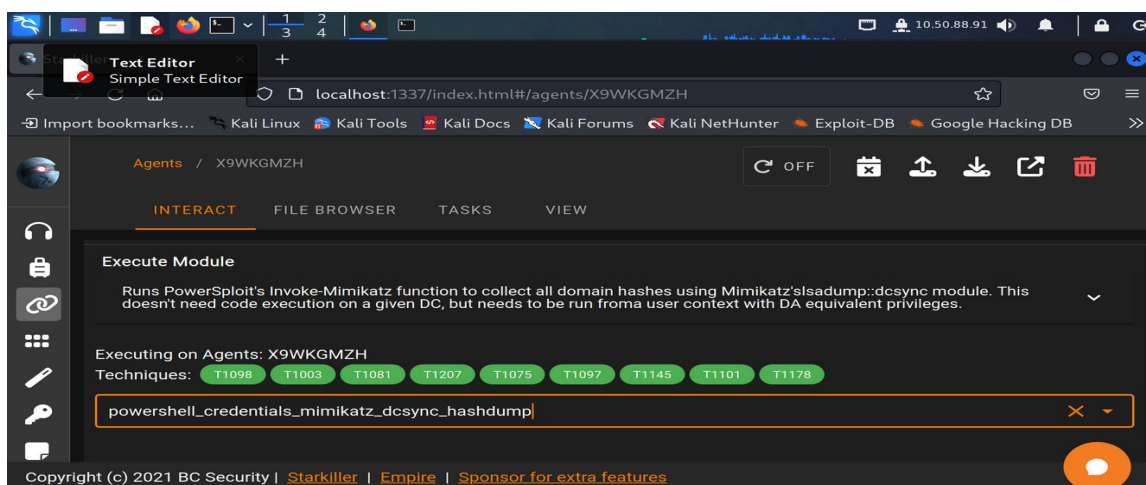 1 2
3 4
10.50.88.91
Text Editor
Simple Text Editor
localhost:1337/index.html#/agents/X9WKGMZH
Import bookmarks... Kali Linux Kali Tools Kali Docs Kali Forums Kali NetHunter Exploit-DB Google Hacking DB
Agents / X9WKGMZH
OFF
INTERACT FILE BROWSER TASKS VIEW
Execute Module
Runs PowerSploit's Invoke-Mimikatz function to collect all domain hashes using Mimikatz'slsadump::dcsync module. This
doesn't need code execution on a given DC, but needs to be run froma user context with DA equivalent privileges.
Executing on Agents: X9WKGMZH
Techniques: T1098 T1003 T1081 T1207 T1075 T1097 T1145 T1101 T1178
powershell_credentials_mimikatz_dcsync_hashdump
Copyright (c) 2021 BC Security | Starkiller | Empire | Sponsor for extra features